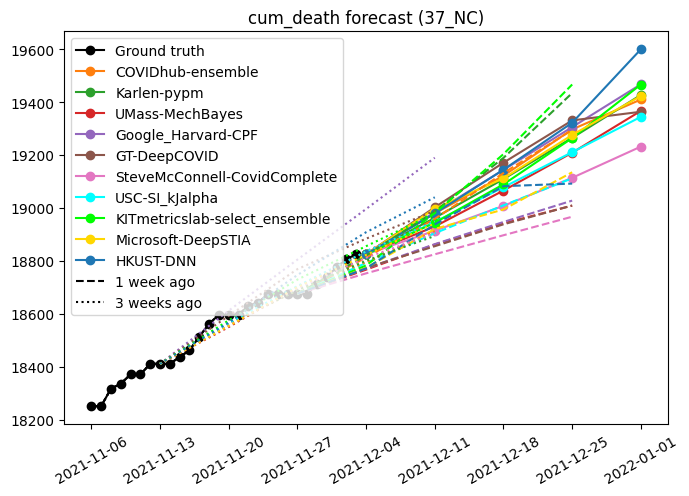 cum_death forecast (37_NC)
19600
19400
19200
19000
18800
18600
18400
18200
Ground truth
COVIDhub-ensemble
Karlen-pypm
UMass-MechBayes
Google_Harvard-CPF
GT-DeepCOVID
SteveMcConnell-CovidComplete
USC-SI_kJalpha
KITmetricslab-select_ensemble
Microsoft-DeepSTIA
HKUST-DNN
1 week ago
3 weeks ago
2021-11-06
2021-11-13
2021-11-20
2021-11-27
2021-12-04
2021-12-11
2021-12-18
2021-12-25
2022-01-01